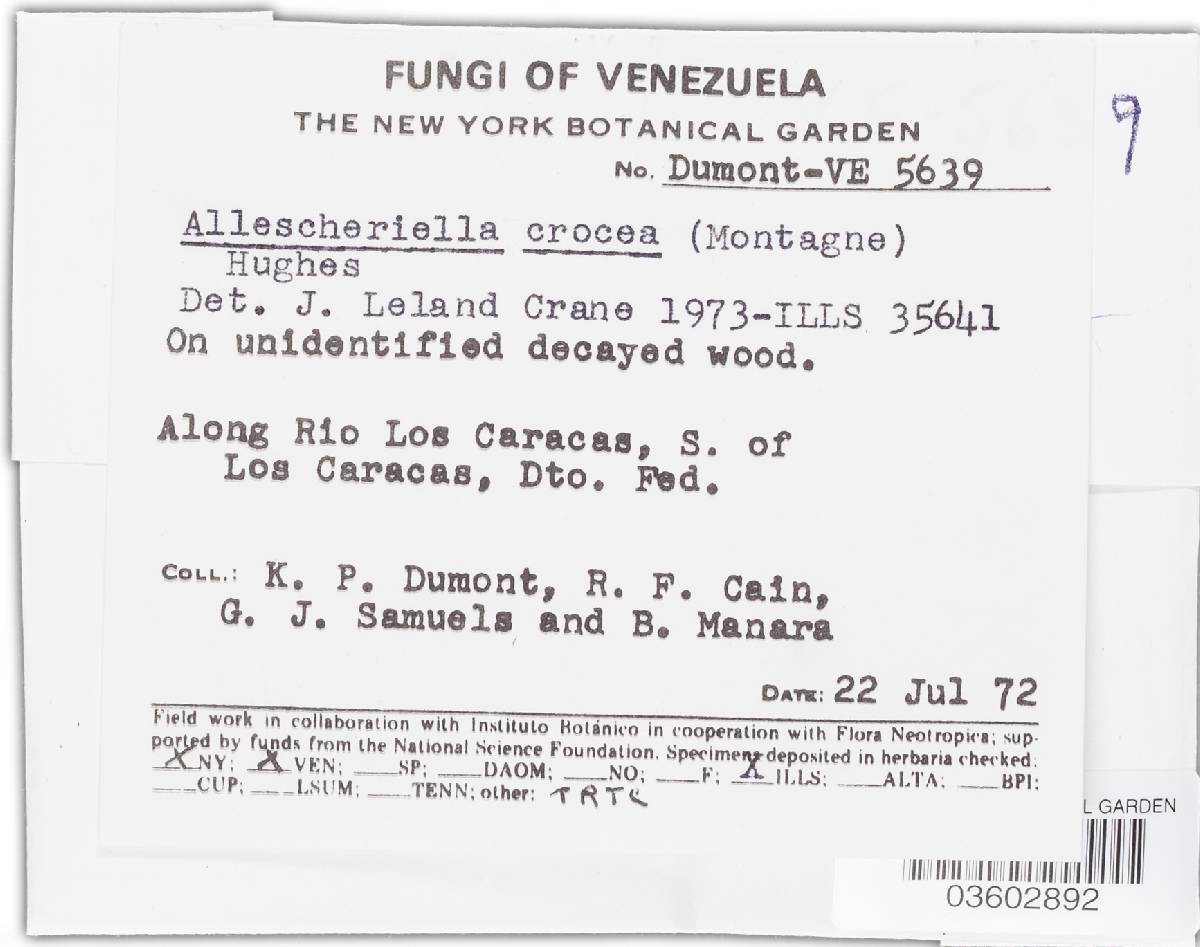 FUNGI OF VENEZUELA
THE NEW YORK BOTANICAL GARDEN
No. Dumont-VE 5639
9
Allescheriella crocea (Montagne)
Hughes
Det. J. Leland Crane 1973-ILLS 35641
On unidentified decayed wood.
Along Rio Los Caracas, S. of
Los Caracas, Dto. Fed.
COLL.: K. P. Dumont, R. F. Cain,
G. J. Samuels and B. Manara
DATE: 22 Jul 72
Field work in collaboration with Instituto Botánico in cooperation with Flora Neotropica; sup-
ported by funds from the National Science Foundation. Specimens deposited in herbaria checked:
X NY; X VEN; ___SP; ___DAOM; ___NO; ___F; X ILLS; ___ALTA; ___BPI;
___CUP; ___LSUM; ___TENN; other: TRTC
L GARDEN
03602892